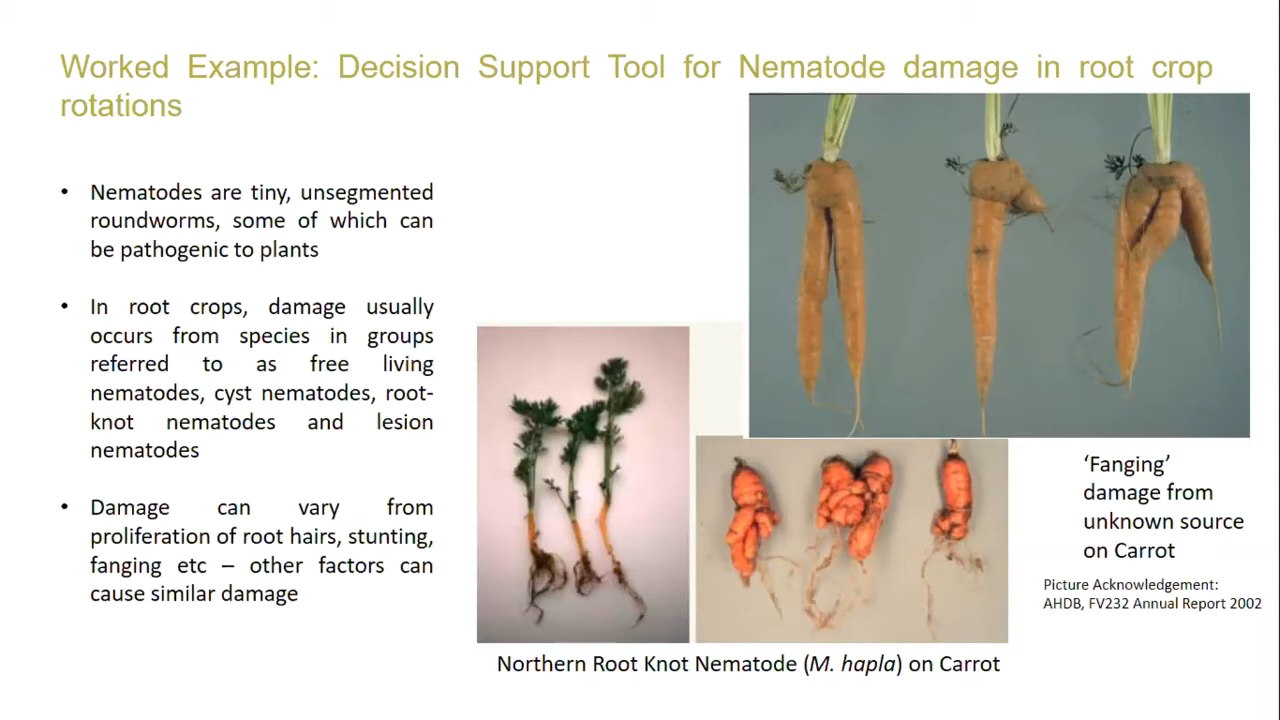 Worked Example: Decision Support Tool for Nematode damage in root crop
rotations
• Nematodes are tiny, unsegmented
roundworms, some of which can
be pathogenic to plants
• In root crops, damage usually
occurs from species in groups
referred to as free living
nematodes, cyst nematodes, root-
knot nematodes and lesion
nematodes
• Damage can vary from
proliferation of root hairs, stunting,
fanging etc – other factors can
cause similar damage
‘Fanging’
damage from
unknown source
on Carrot
Picture Acknowledgement:
AHDB, FV232 Annual Report 2002
Northern Root Knot Nematode (M. hapla) on Carrot